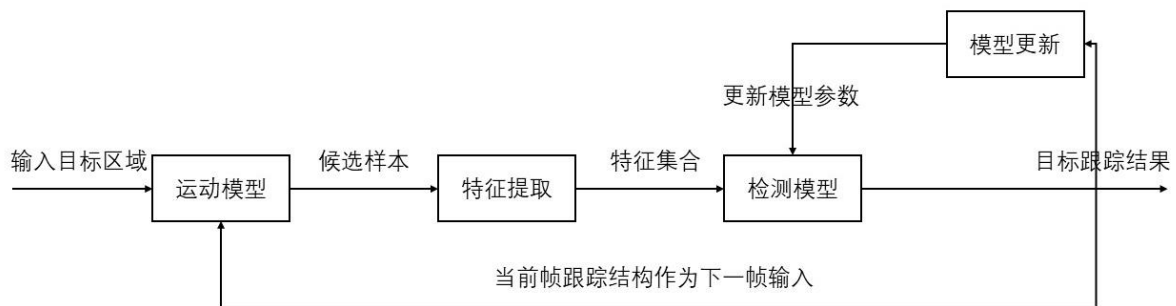 模型更新
更新模型参数
输入目标区域
候选样本
特征集合
目标跟踪结果
运动模型
特征提取
检测模型
当前帧跟踪结构作为下一帧输入